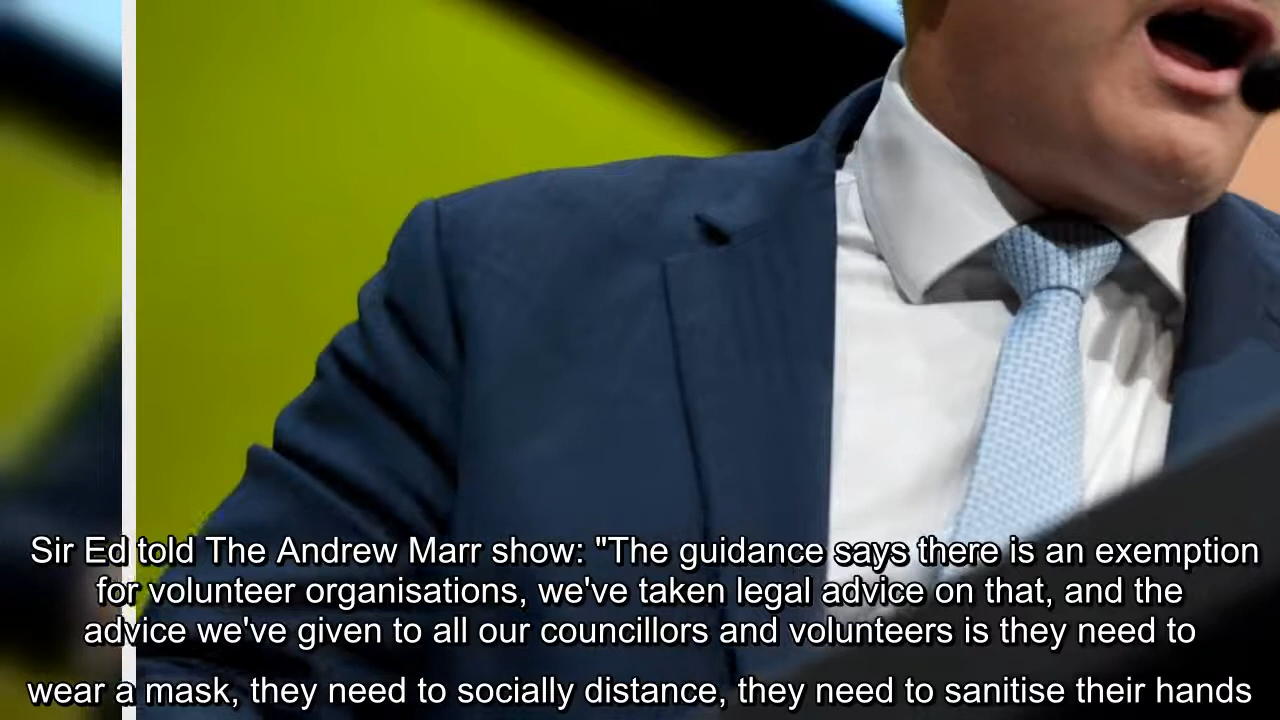 Sir Ed told The Andrew Marr show: "The guidance says there is an exemption
for volunteer organisations, we've taken legal advice on that, and the
advice we've given to all our councillors and volunteers is they need to
wear a mask, they need to socially distance, they need to sanitise their hands